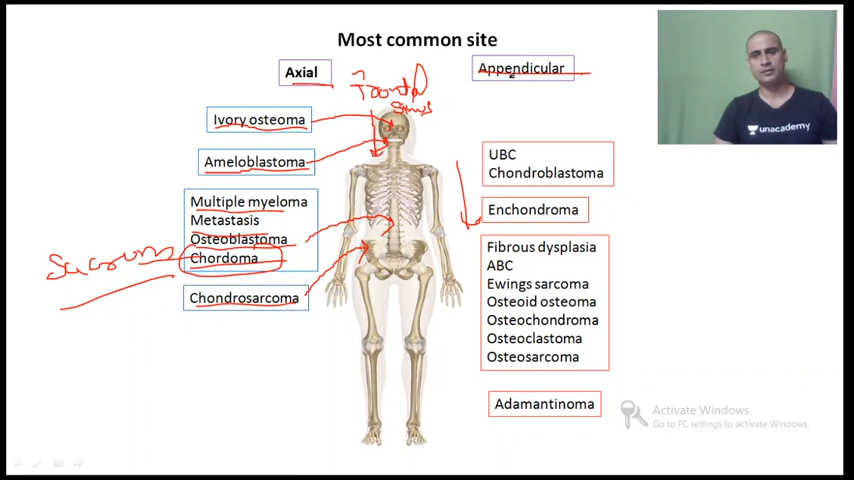 Most common site
Axial
Appendicular
Frontal
Sinus
Ivory osteoma
Ameloblastoma
Multiple myeloma
Metastasis
Osteoblastoma
Chordoma
Sacrum
Chondrosarcoma
UBC
Chondroblastoma
Enchondroma
Fibrous dysplasia
ABC
Ewings sarcoma
Osteoid osteoma
Osteochondroma
Osteoclastoma
Osteosarcoma
Adamantinoma
unacademy
Activate Windows
Go to PC settings to activate Windows.